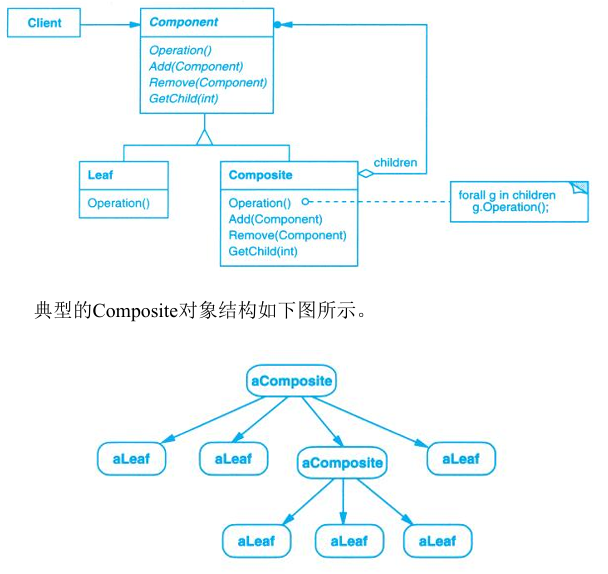 Client
Component
Operation()
Add(Component)
Remove(Component)
GetChild(int)
Leaf
Operation()
Composite
Operation()
Add(Component)
Remove(Component)
GetChild(int)
children
forall g in children
g.Operation();
典型的Composite对象结构如下图所示。
aComposite
aLeaf
aLeaf
aComposite
aLeaf
aLeaf
aLeaf
aLeaf